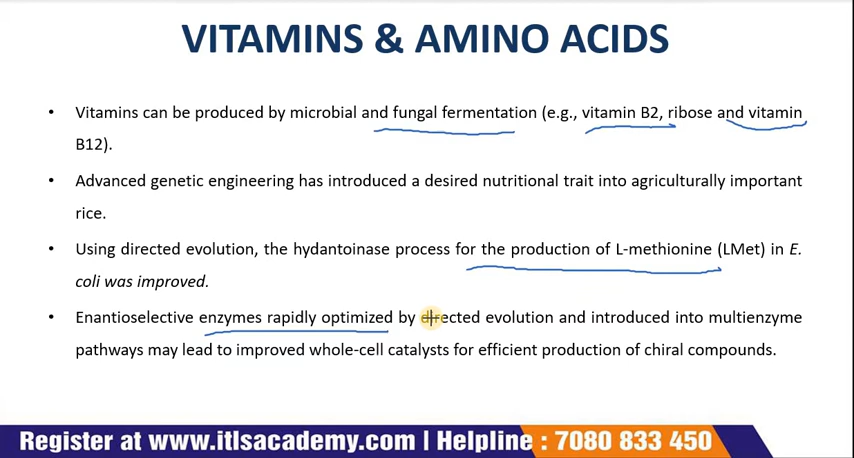 VITAMINS & AMINO ACIDS
• Vitamins can be produced by microbial and fungal fermentation (e.g., vitamin B2, ribose and vitamin
B12).
• Advanced genetic engineering has introduced a desired nutritional trait into agriculturally important
rice.
• Using directed evolution, the hydantoinase process for the production of L-methionine (LMet) in E.
coli was improved.
• Enantioselective enzymes rapidly optimized by directed evolution and introduced into multienzyme
pathways may lead to improved whole-cell catalysts for efficient production of chiral compounds.
Register at www.itlsacademy.com | Helpline : 7080 833 450